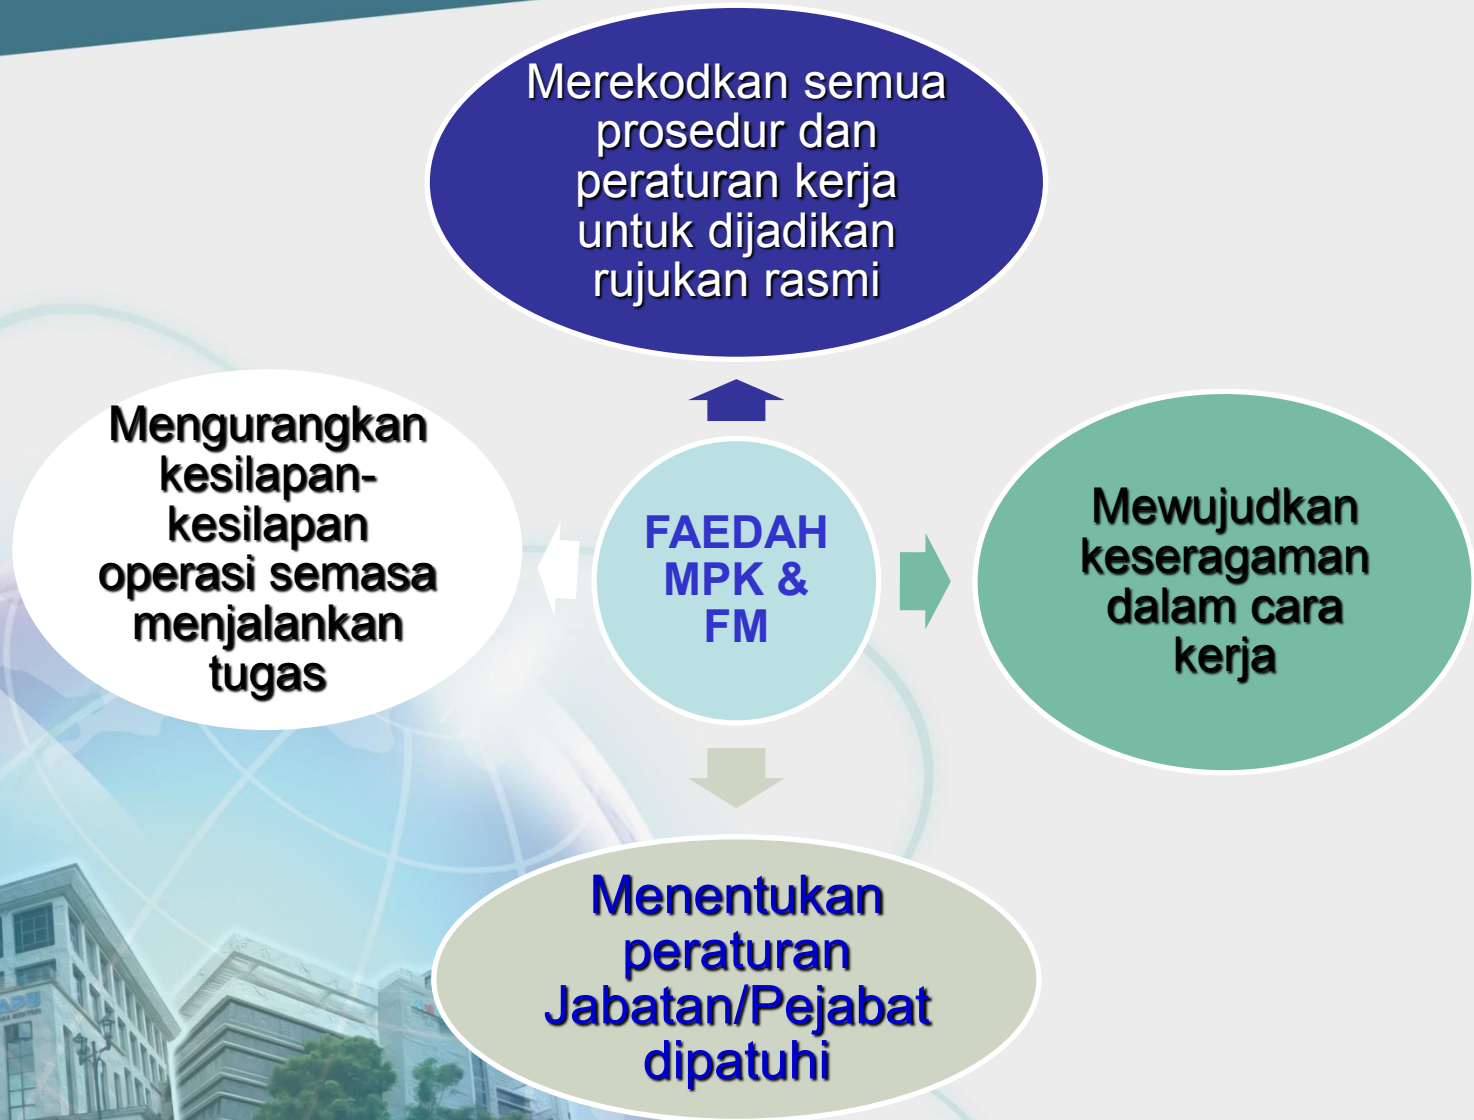 Merekodkan semua
prosedur dan
peraturan kerja
untuk dijadikan
rujukan rasmi
Mengurangkan
kesilapan-
kesilapan
operasi semasa
menjalankan
tugas
FAEDAH
MPK &
FM
Mewujudkan
keseragaman
dalam cara
kerja
Menentukan
peraturan
Jabatan/Pejabat
dipatuhi